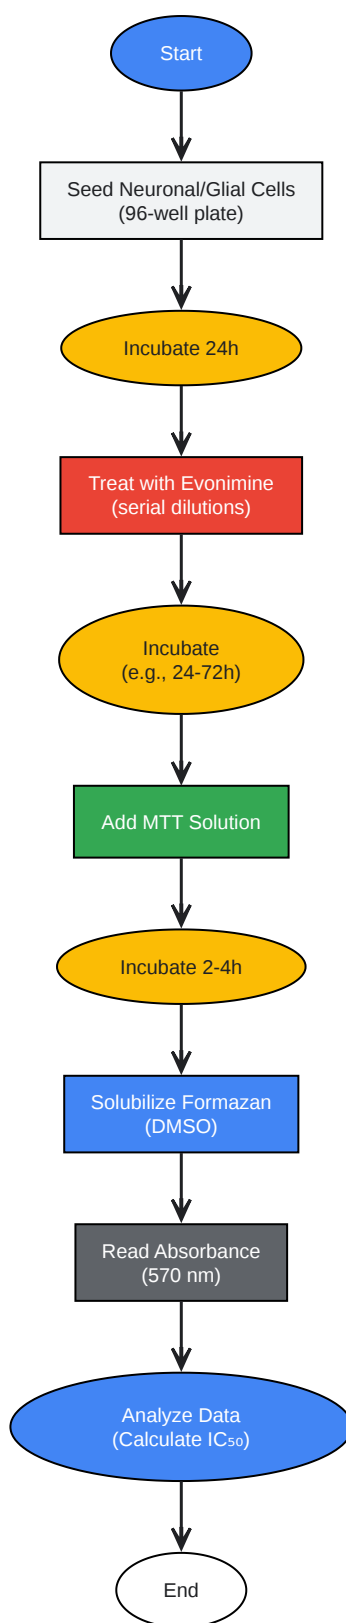 Start
Seed Neuronal/Glial Cells
(96-well plate)
Incubate 24h
Treat with Evonimine
(serial dilutions)
Incubate
(e.g., 24-72h)
Add MTT Solution
Incubate 2-4h
Solubilize Formazan
(DMSO)
Read Absorbance
(570 nm)
Analyze Data
(Calculate IC₅₀)
End